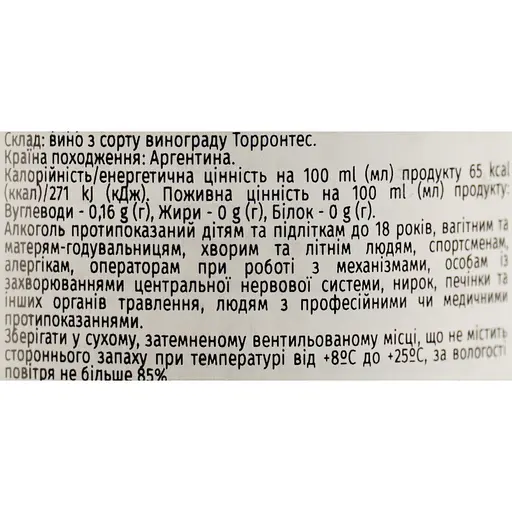 Склад: вино з сорту винограду Торронтес.
Країна походження: Аргентина.
Калорійність/енергетична цінність на 100 ml (мл) продукту 65 kcal
(ккал)/271 kJ (кДж). Поживна цінність на 100 ml (мл) продукту:
Вуглеводи - 0,16 g (г), Жири - 0 g (г), Білок - 0 g (г).
Алкоголь протипоказаний дітям та підліткам до 18 років, вагітним та
матерям-годувальницям, хворим та літнім людям, спортсменам,
алергікам, операторам при роботі з механізмами, особам із
захворюваннями центральної нервової системи, нирок, печінки та
інших органів травлення, людям з професійними чи медичними
протипоказаннями.
Зберігати у сухому, затемненому вентильованому місці, що не містить
стороннього запаху при температурі від +8ºС до +25ºС, за вологості
повітря не більше 85%